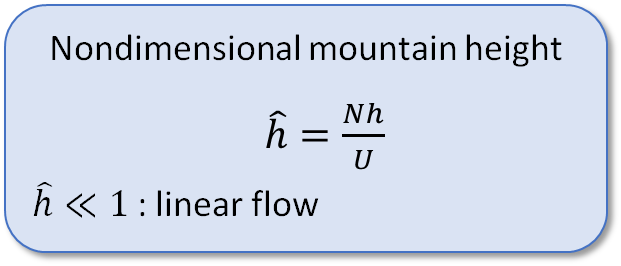 Nondimensional mountain height
ĥ = Nh/U
ĥ ≪ 1 : linear flow